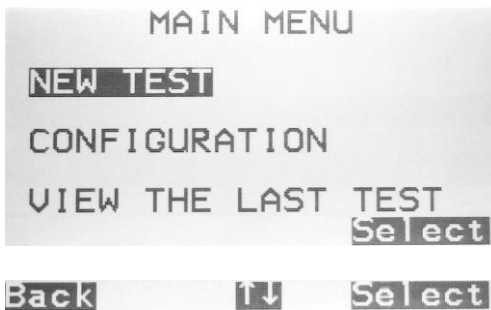 MAIN MENU
NEW TEST
CONFIGURATION
VIEW THE LAST TEST
Select
Back ↑↓ Select